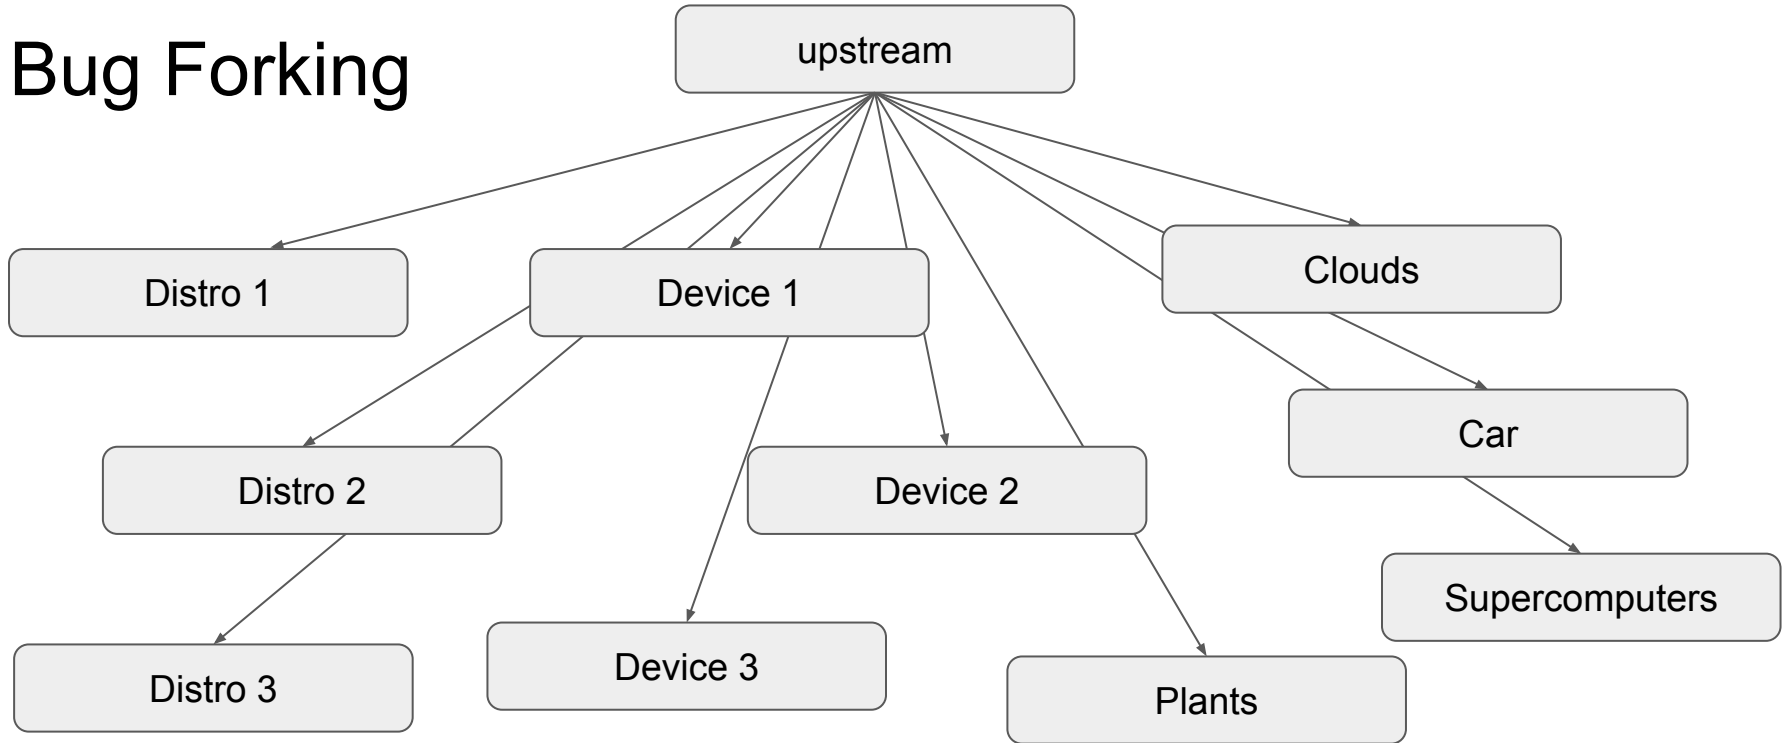 Bug Forking
upstream
Distro 1
Device 1
Clouds
Car
Distro 2
Device 2
Supercomputers
Distro 3
Device 3
Plants